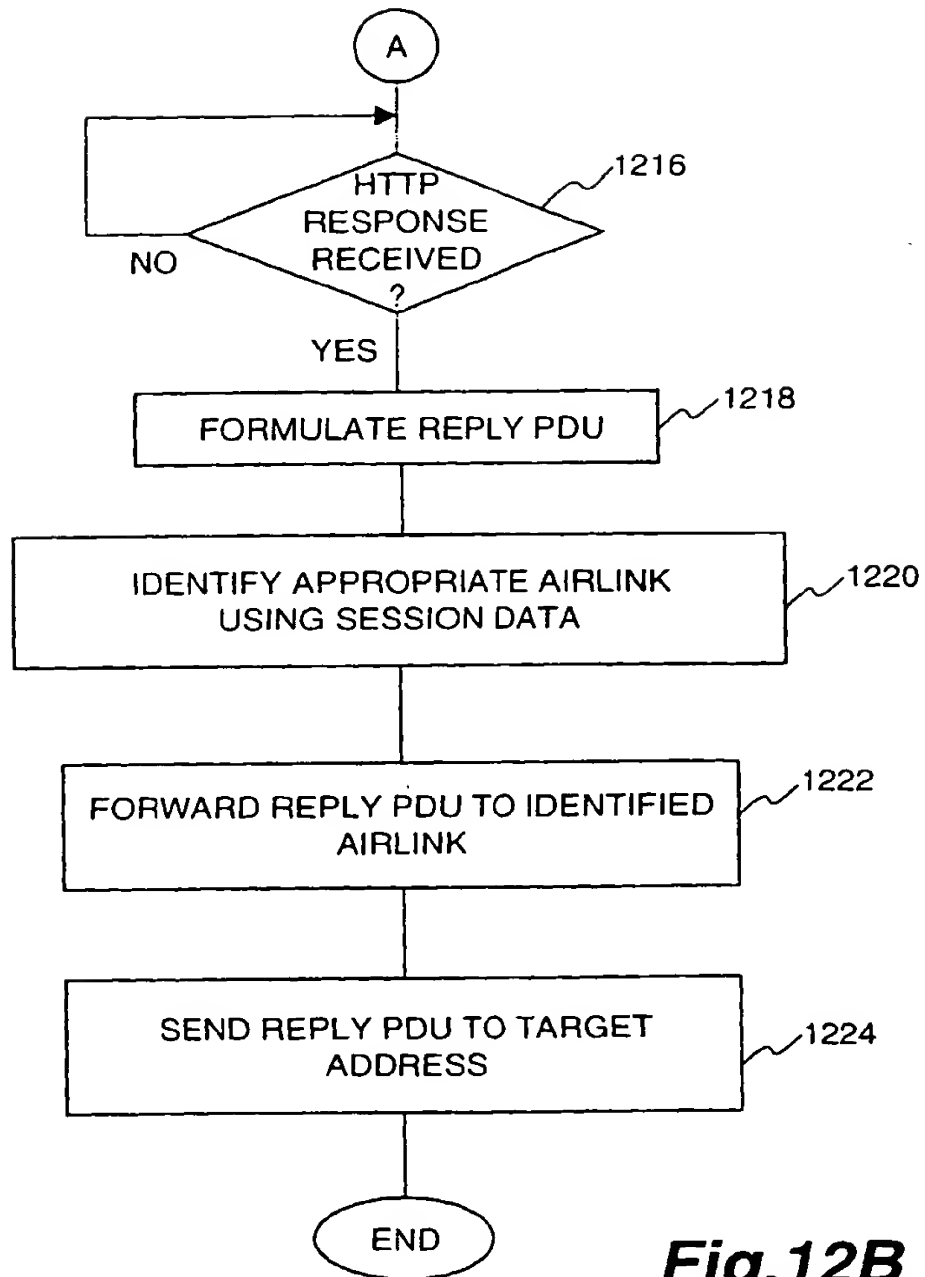 A
1216
HTTP
RESPONSE
RECEIVED
?
NO
YES
1218
FORMULATE REPLY PDU
1220
IDENTIFY APPROPRIATE AIRLINK
USING SESSION DATA
1222
FORWARD REPLY PDU TO IDENTIFIED
AIRLINK
1224
SEND REPLY PDU TO TARGET
ADDRESS
END
Fig.12B